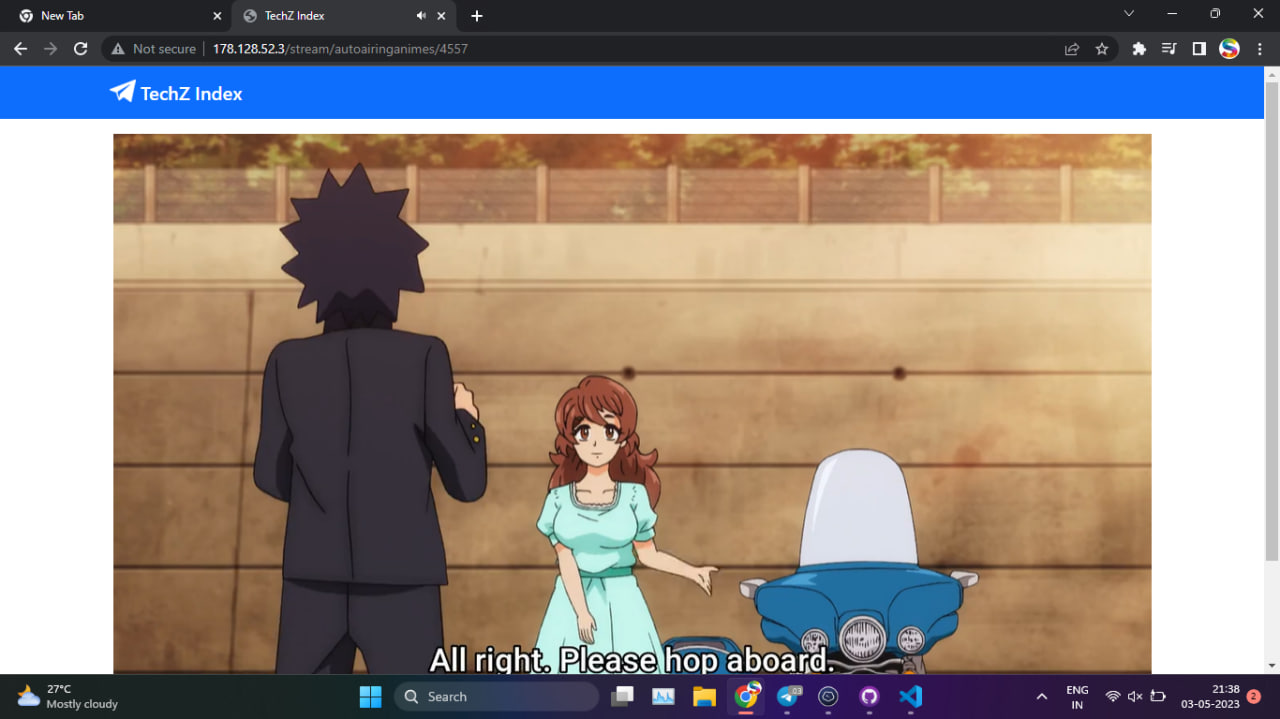 New Tab
TechZ Index
Not secure
178.128.52.3/stream/autoairinganimes/4557
TechZ Index
All right. Please hop aboard.
27°C
Mostly cloudy
Search
03
ENG
IN
21:38
03-05-2023
2